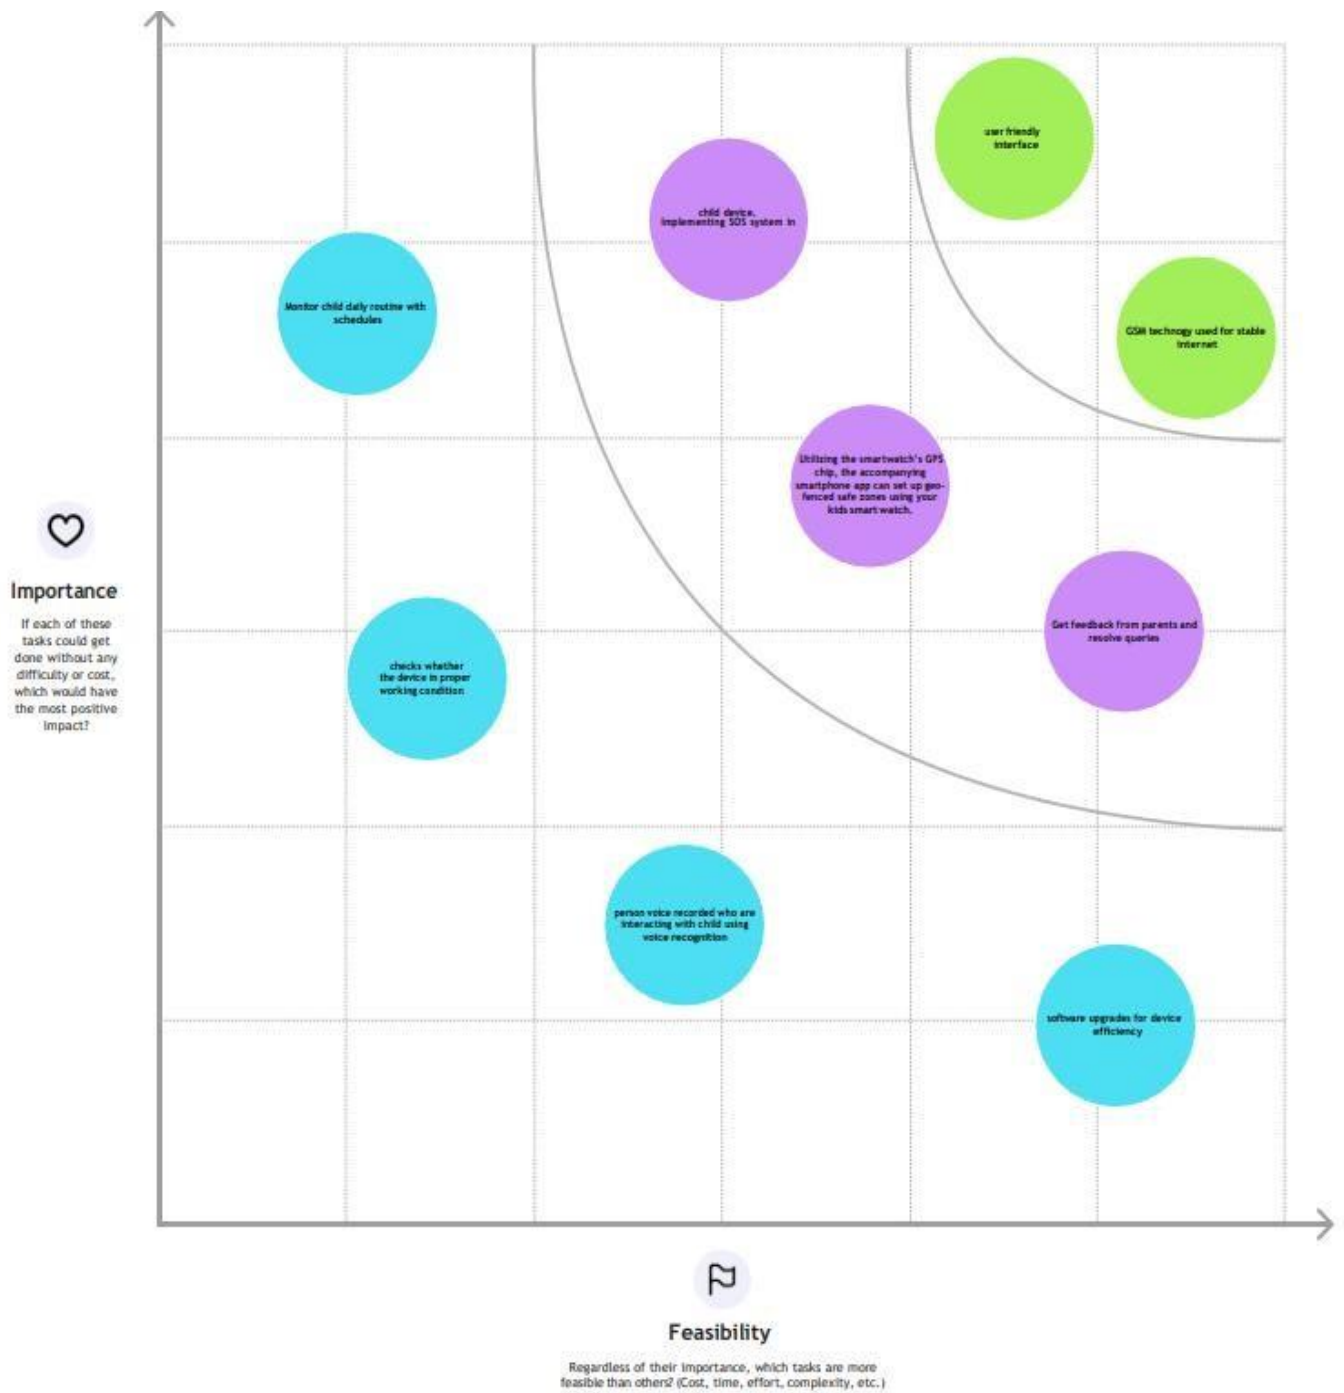 user friendly
interface
child device.
implementing SOS system in
Monitor child daily routine with
schedules
GSM technogy used for stable
internet
Utilizing the smartwatch's GPS
chip, the accompanying
smartphone app can set up geo-
fenced safe zones using your
kids smart watch.
Importance
If each of these
tasks could get
done without any
difficulty or cost,
which would have
the most positive
impact?
Get feedback from parents and
resolve queries
checks whether
the device in proper
working condition
person voice recorded who are
interacting with child using
voice recognition
software upgrades for device
efficiency
Feasibility
Regardless of their importance, which tasks are more
feasible than others? (Cost, time, effort, complexity, etc.)